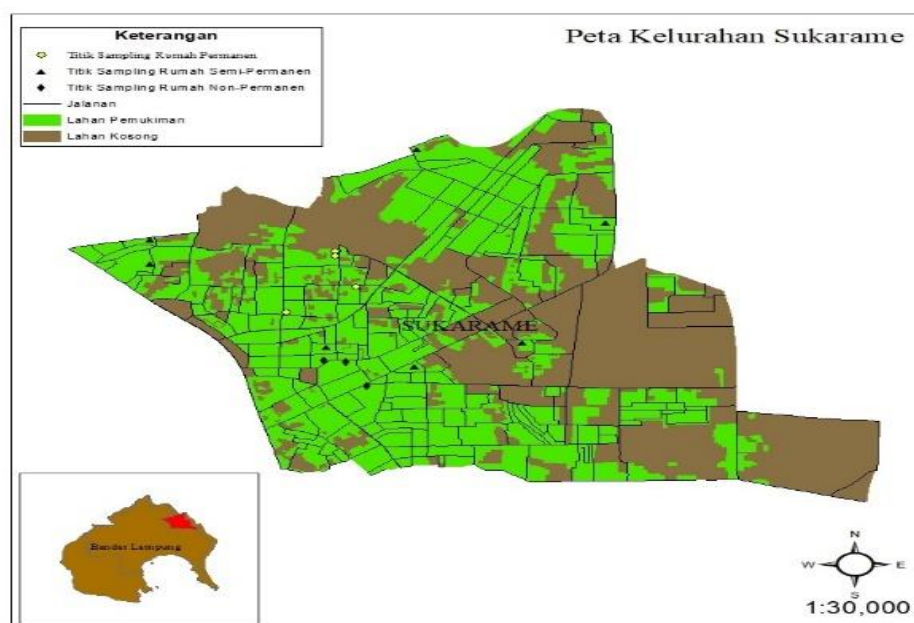 Keterangan
Titik Sampling Rumah Permanen
Titik Sampling Rumah Semi-Permanen
Titik Sampling Rumah Non-Permanen
Jalanan
Lahan Pemukiman
Lahan Kosong
Peta Kelurahan Sukarame
SUKARAME
Bandar Lampung
N
W E
S
1:30,000